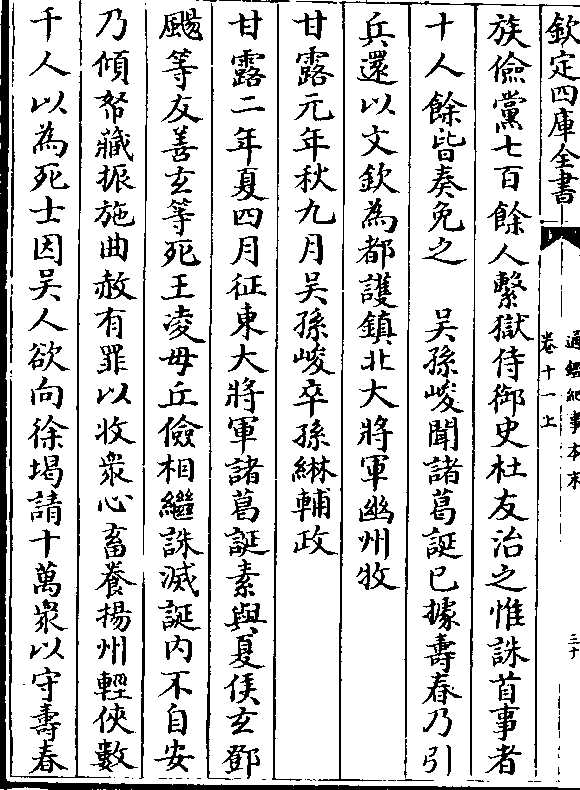 欽定四庫全書
通鑑紀事本末
卷十一上
三十
族儉黨七百餘人繫獄侍御史杜友治之惟誅首事者
十人餘皆奏免之　吳孫峻聞諸葛誕已據壽春乃引
兵還以文欽為都護鎮北大將軍幽州牧
甘露元年秋九月吳孫峻卒孫綝輔政
甘露二年夏四月征東大將軍諸葛誕素與夏侯玄鄧
颺等友善玄等死王凌毋丘儉相繼誅滅誕内不自安
乃傾帑藏振施曲赦有罪以收衆心畜養揚州輕俠數
千人以為死士因吳人欲向徐堨請十萬衆以守壽春